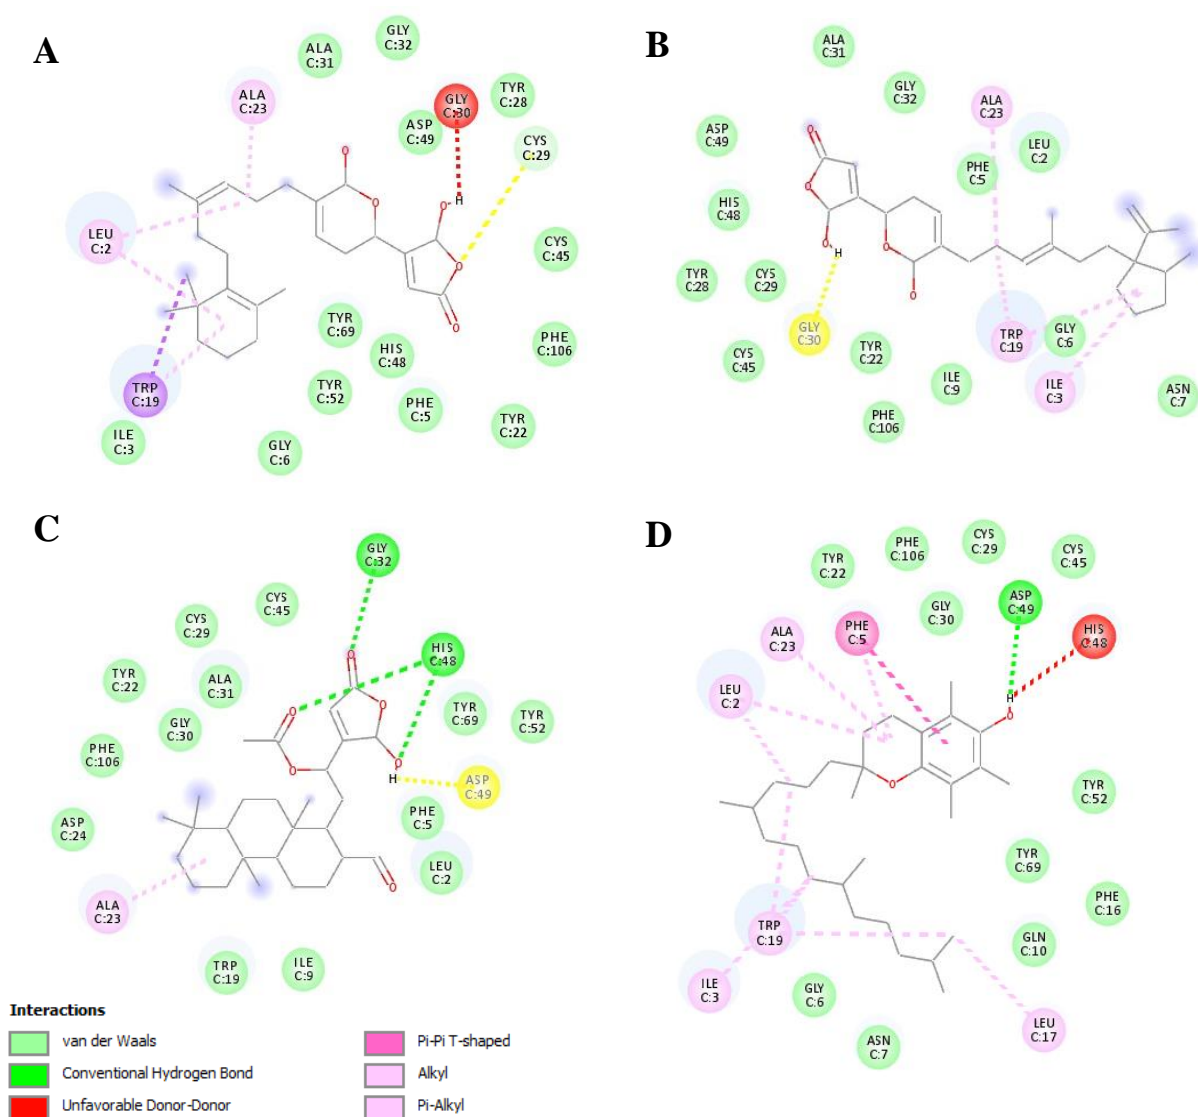 A
ALA
C:31
GLY
C:32
ALA
C:23
GLY
C:30
TYR
C:28
ASP
C:49
CYS
C:29
H
O
O
O
O
O
LEU
C:2
CYS
C:45
TYR
C:69
HIS
C:48
PHE
C:106
TRP
C:19
TYR
C:52
PHE
C:5
TYR
C:22
ILE
C:3
GLY
C:6
B
ALA
C:31
GLY
C:32
ALA
C:23
ASP
C:49
LEU
C:2
PHE
C:5
HIS
C:48
O
O
O
O
O
H
TYR
C:28
CYS
C:29
GLY
C:30
TRP
C:19
GLY
C:6
CYS
C:45
TYR
C:22
ILE
C:9
ILE
C:3
ASN
C:7
PHE
C:106
C
GLY
C:32
CYS
C:45
CYS
C:29
HIS
C:48
TYR
C:22
ALA
C:31
GLY
C:30
TYR
C:69
TYR
C:52
PHE
C:106
O
O
O
O
O
H
O
ASP
C:49
ASP
C:24
PHE
C:5
LEU
C:2
ALA
C:23
TRP
C:19
ILE
C:9
D
TYR
C:22
PHE
C:106
CYS
C:29
CYS
C:45
ALA
C:23
PHE
C:5
GLY
C:30
ASP
C:49
HIS
C:48
LEU
C:2
H
O
O
TYR
C:52
TYR
C:69
PHE
C:16
TRP
C:19
GLN
C:10
ILE
C:3
GLY
C:6
LEU
C:17
ASN
C:7
Interactions
van der Waals
Conventional Hydrogen Bond
Unfavorable Donor-Donor
Pi-Pi T-shaped
Alkyl
Pi-Alkyl